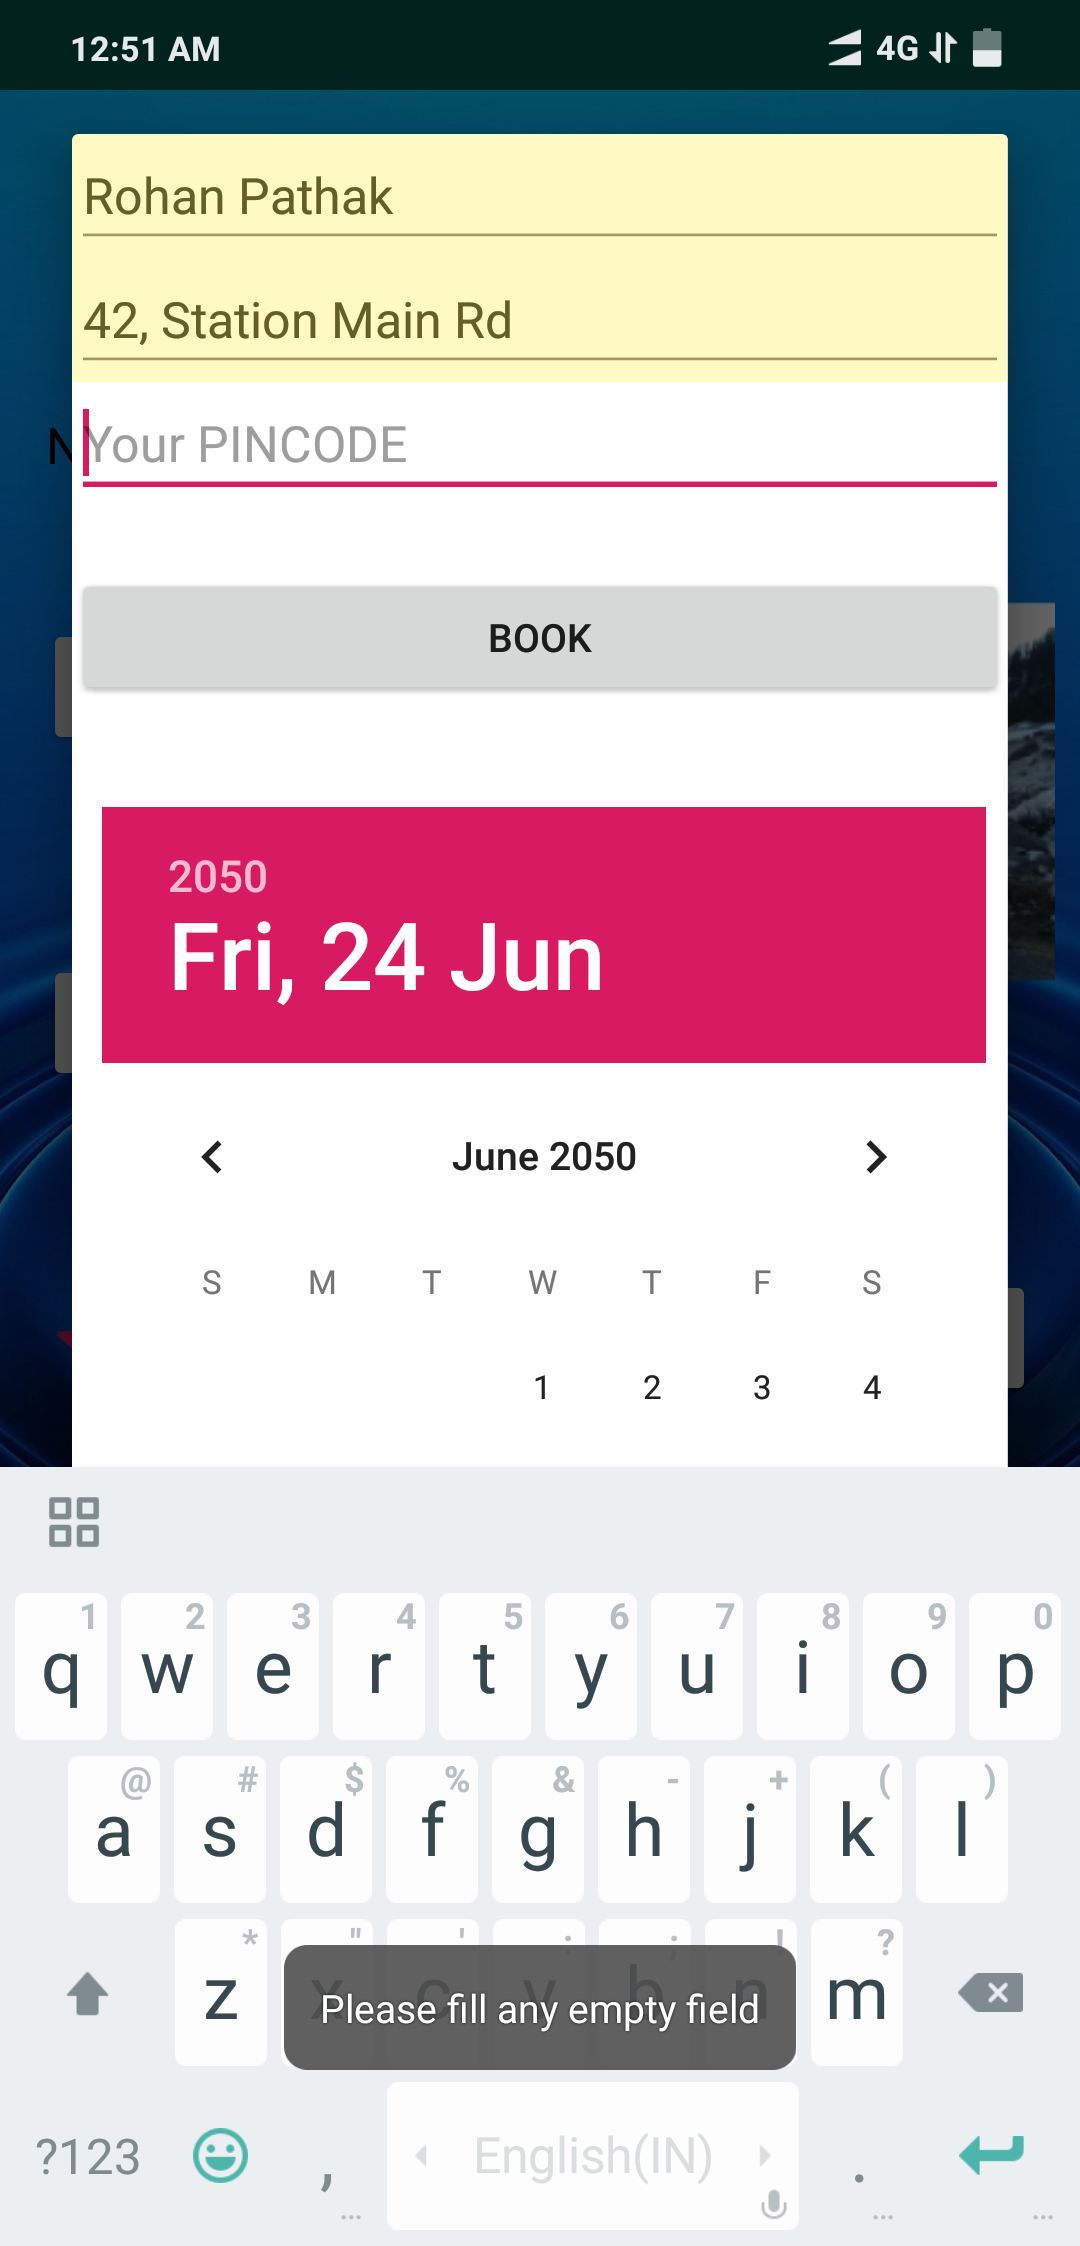 12:51 AM
4G
Rohan Pathak
42, Station Main Rd
N
Your PINCODE
BOOK
2050
Fri, 24 Jun
June 2050
S M T W T F S
1 2 3 4
1 2 3 4 5 6 7 8 9 0
q w e r t y u i o p
@ # $ % & - + ( )
a s d f g h j k l
* " ' : ; ! ?
z x c v b n m
Please fill any empty field
?123 , English(IN) .